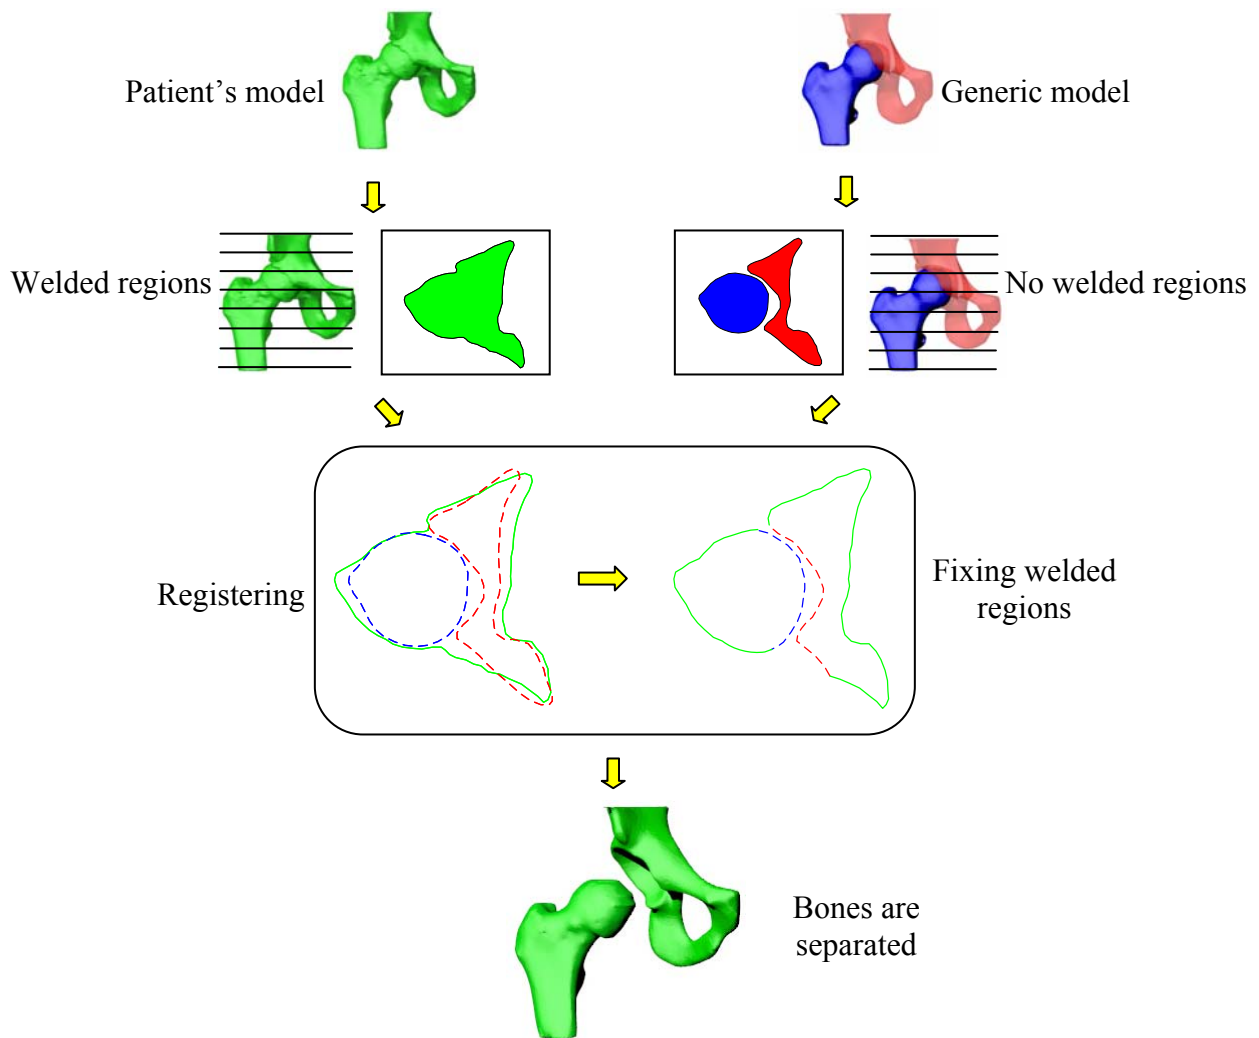 Patient’s model
Generic model
Welded regions
No welded regions
Registering
Fixing welded
regions
Bones are
separated